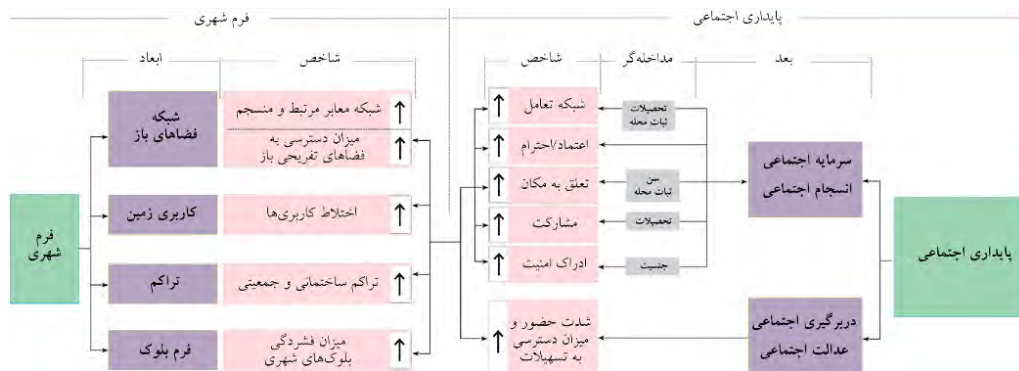 پایداری اجتماعی
فرم شهری
بعد
مداخله‌گر
شاخص
شاخص
ابعاد
پایداری اجتماعی
سرمایه اجتماعی
انسجام اجتماعی
دربرگیری اجتماعی
عدالت اجتماعی
تحصیلات
ثبات محله
سن
ثبات محله
تحصیلات
جنسیت
شبکه تعامل
اعتماد/احترام
تعلق به مکان
مشارکت
ادراک امنیت
شدت حضور و
میزان دسترسی
به تسهیلات
شبکه معابر مرتبط و منسجم
میزان دسترسی به
فضاهای تفریحی باز
اختلاط کاربری‌ها
تراکم ساختمانی و جمعیتی
میزان فشردگی
بلوک‌های شهری
شبکه
فضاهای باز
کاربری زمین
تراکم
فرم بلوک
فرم
شهری